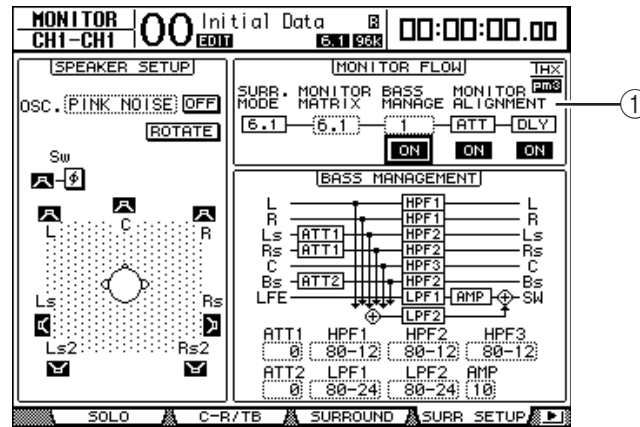 MONITOR
CH1-CH1
00 Initial Data R
EDIT 6.1 96k
00:00:00.00
SPEAKER SETUP
OSC. PINK NOISE OFF
ROTATE
Sw
ø
L C R
Ls Rs
Ls2 Rs2
MONITOR FLOW
THX
pm3
SURR. MONITOR BASS MONITOR
MODE MATRIX MANAGE ALIGNMENT
6.1 6.1 1 ATT DLY
ON ON ON
1
BASS MANAGEMENT
L HPF1 L
R HPF1 R
Ls ATT1 HPF2 Ls
Rs ATT1 HPF2 Rs
C HPF3 C
Bs ATT2 HPF2 Bs
LFE LPF1 AMP SW
LPF2
ATT1 HPF1 HPF2 HPF3
0 80-12 80-12 80-12
ATT2 LPF1 LPF2 AMP
0 80-24 80-24 10
SOLO C-R/TB SURROUND SURR SETUP